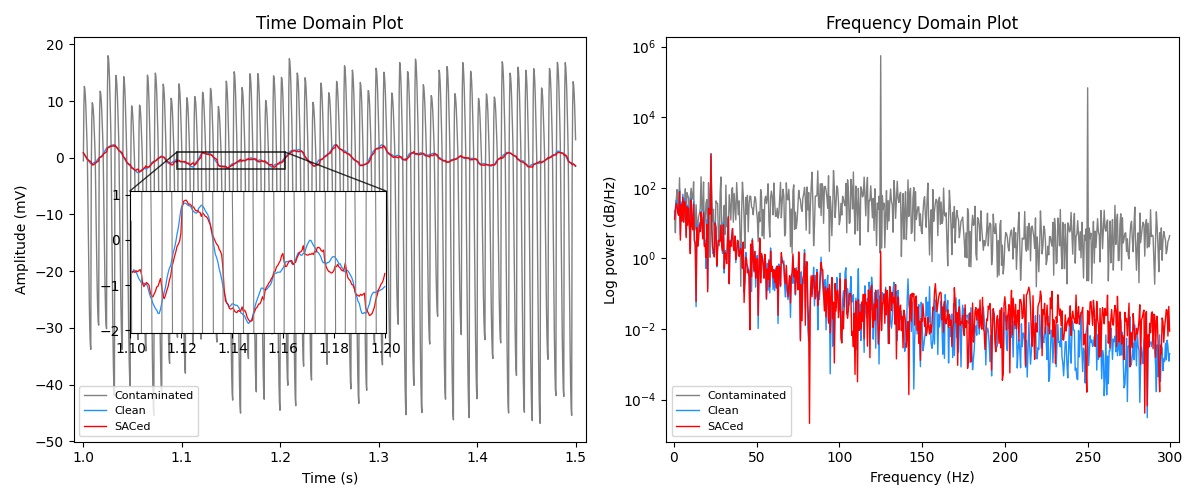 Time Domain Plot
Amplitude (mV)
20
10
0
−10
−20
−30
−40
−50
1
0
−1
−2
1.10 1.12 1.14 1.16 1.18 1.20
Contaminated
Clean
SACed
1.0 1.1 1.2 1.3 1.4 1.5
Time (s)
Frequency Domain Plot
Log power (dB/Hz)
10⁶
10⁴
10²
10⁰
10⁻²
10⁻⁴
Contaminated
Clean
SACed
0 50 100 150 200 250 300
Frequency (Hz)